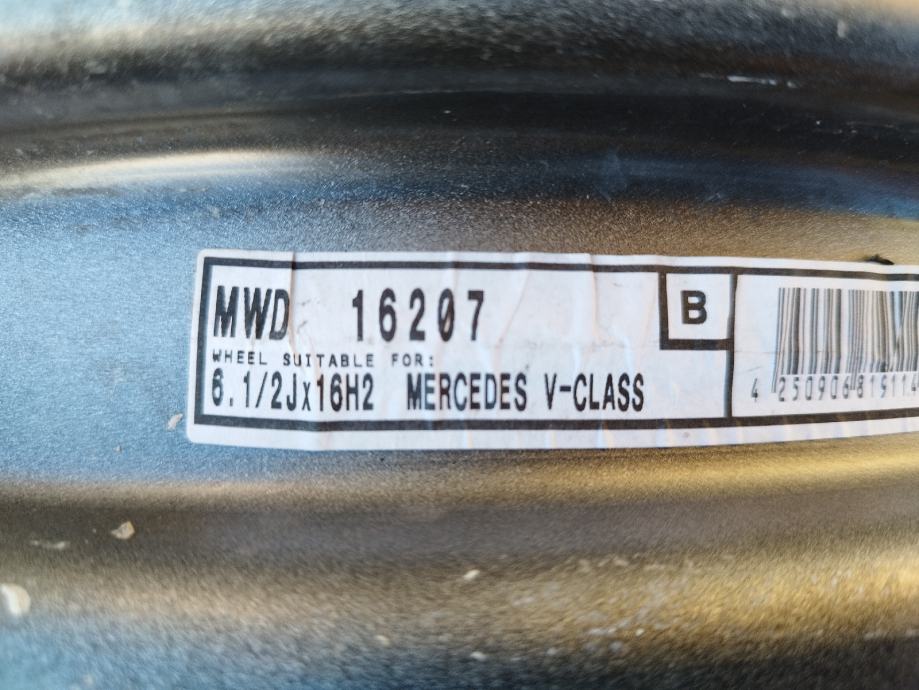 MWD 16207
B
WHEEL SUITABLE FOR:
6.1/2Jx16H2 MERCEDES V-CLASS